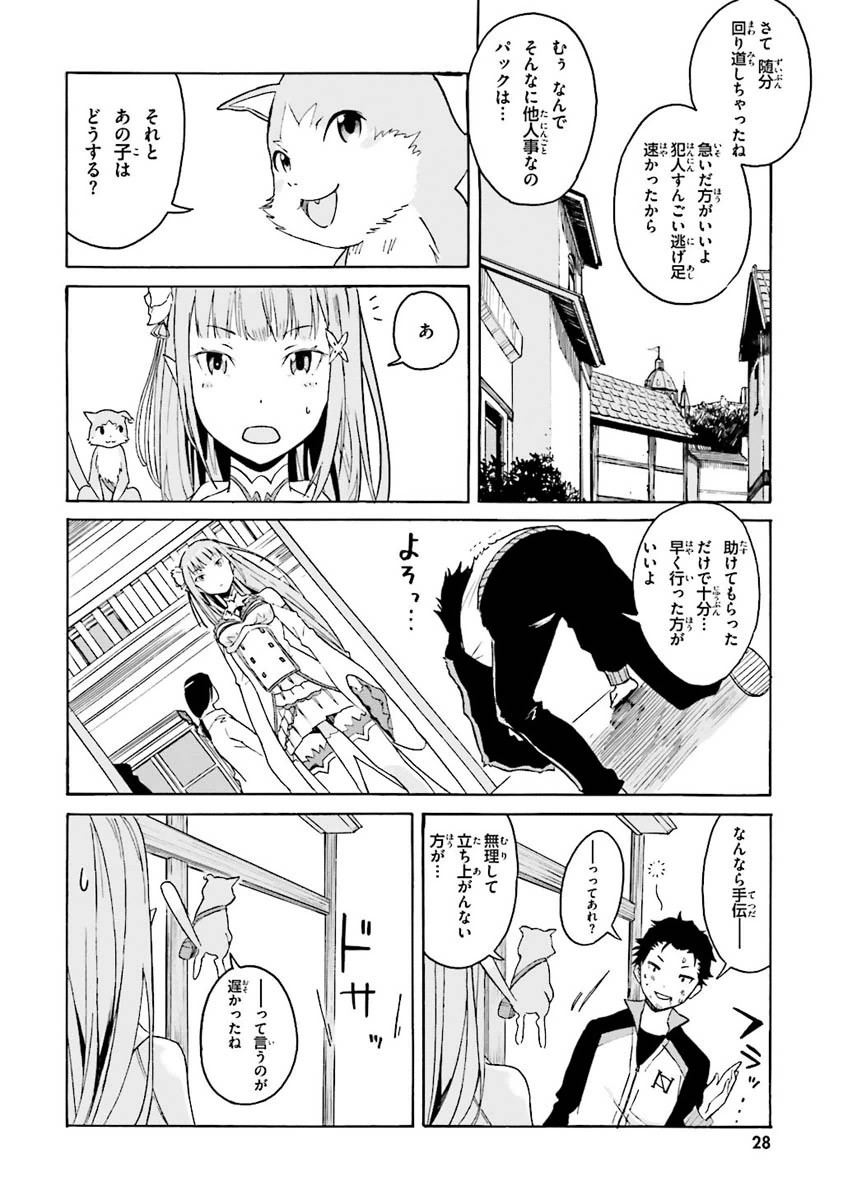 さて 随分
回り道しちゃったね
急いだ方がいいよ
犯人すんごい逃げ足
速かったから
むぅ なんで
そんなに他人事なの
パックは…
それと
あの子は
どうする?
あ
助けてもらった
だけで十分…
早く行った方が
いいよ
よろっ…
なんなら手伝―
―ってあれ?
無理して
立ち上がんない
方が…
ドサッ
―って言うのが
遅かったね
28